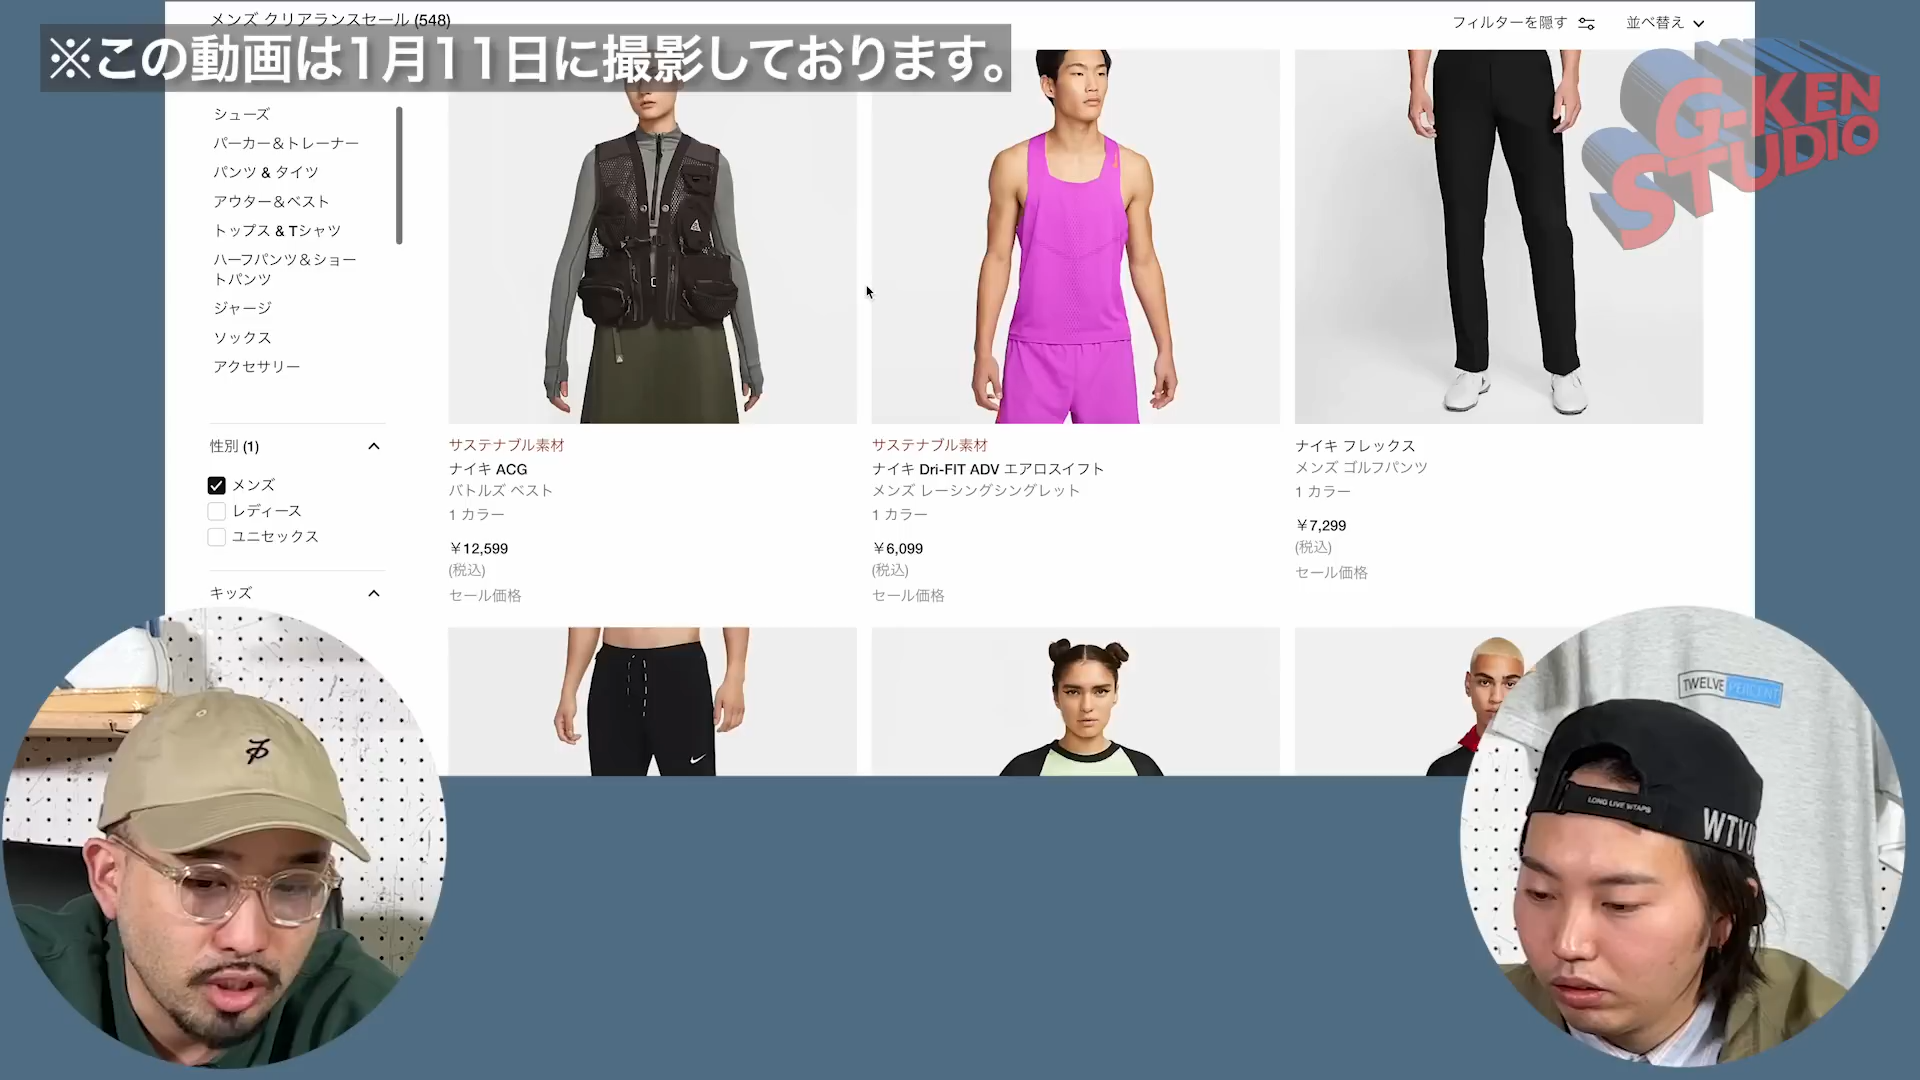 メンズ クリアランスセール (548)
フィルターを隠す
並べ替え
※この動画は1月11日に撮影しております。
G-KEN
STUDIO
シューズ
パーカー＆トレーナー
パンツ & タイツ
アウター＆ベスト
トップス & Tシャツ
ハーフパンツ＆ショー
トパンツ
ジャージ
ソックス
アクセサリー
性別 (1)
メンズ
レディース
ユニセックス
キッズ
サステナブル素材
ナイキ ACG
バトルズ ベスト
1 カラー
￥12,599
(税込)
セール価格
サステナブル素材
ナイキ Dri-FIT ADV エアロスイフト
メンズ レーシングシングレット
1 カラー
￥6,099
(税込)
セール価格
ナイキ フレックス
メンズ ゴルフパンツ
1 カラー
￥7,299
(税込)
セール価格
TWELVE PERCENT
LONG LIVE WTAPS
WTVU